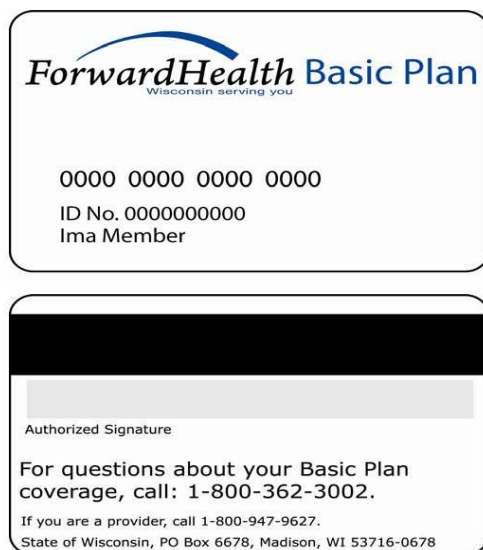 ForwardHealth Basic Plan
Wisconsin serving you
0000 0000 0000 0000
ID No. 0000000000
Ima Member
Authorized Signature
For questions about your Basic Plan
coverage, call: 1-800-362-3002.
If you are a provider, call 1-800-947-9627.
State of Wisconsin, PO Box 6678, Madison, WI 53716-0678